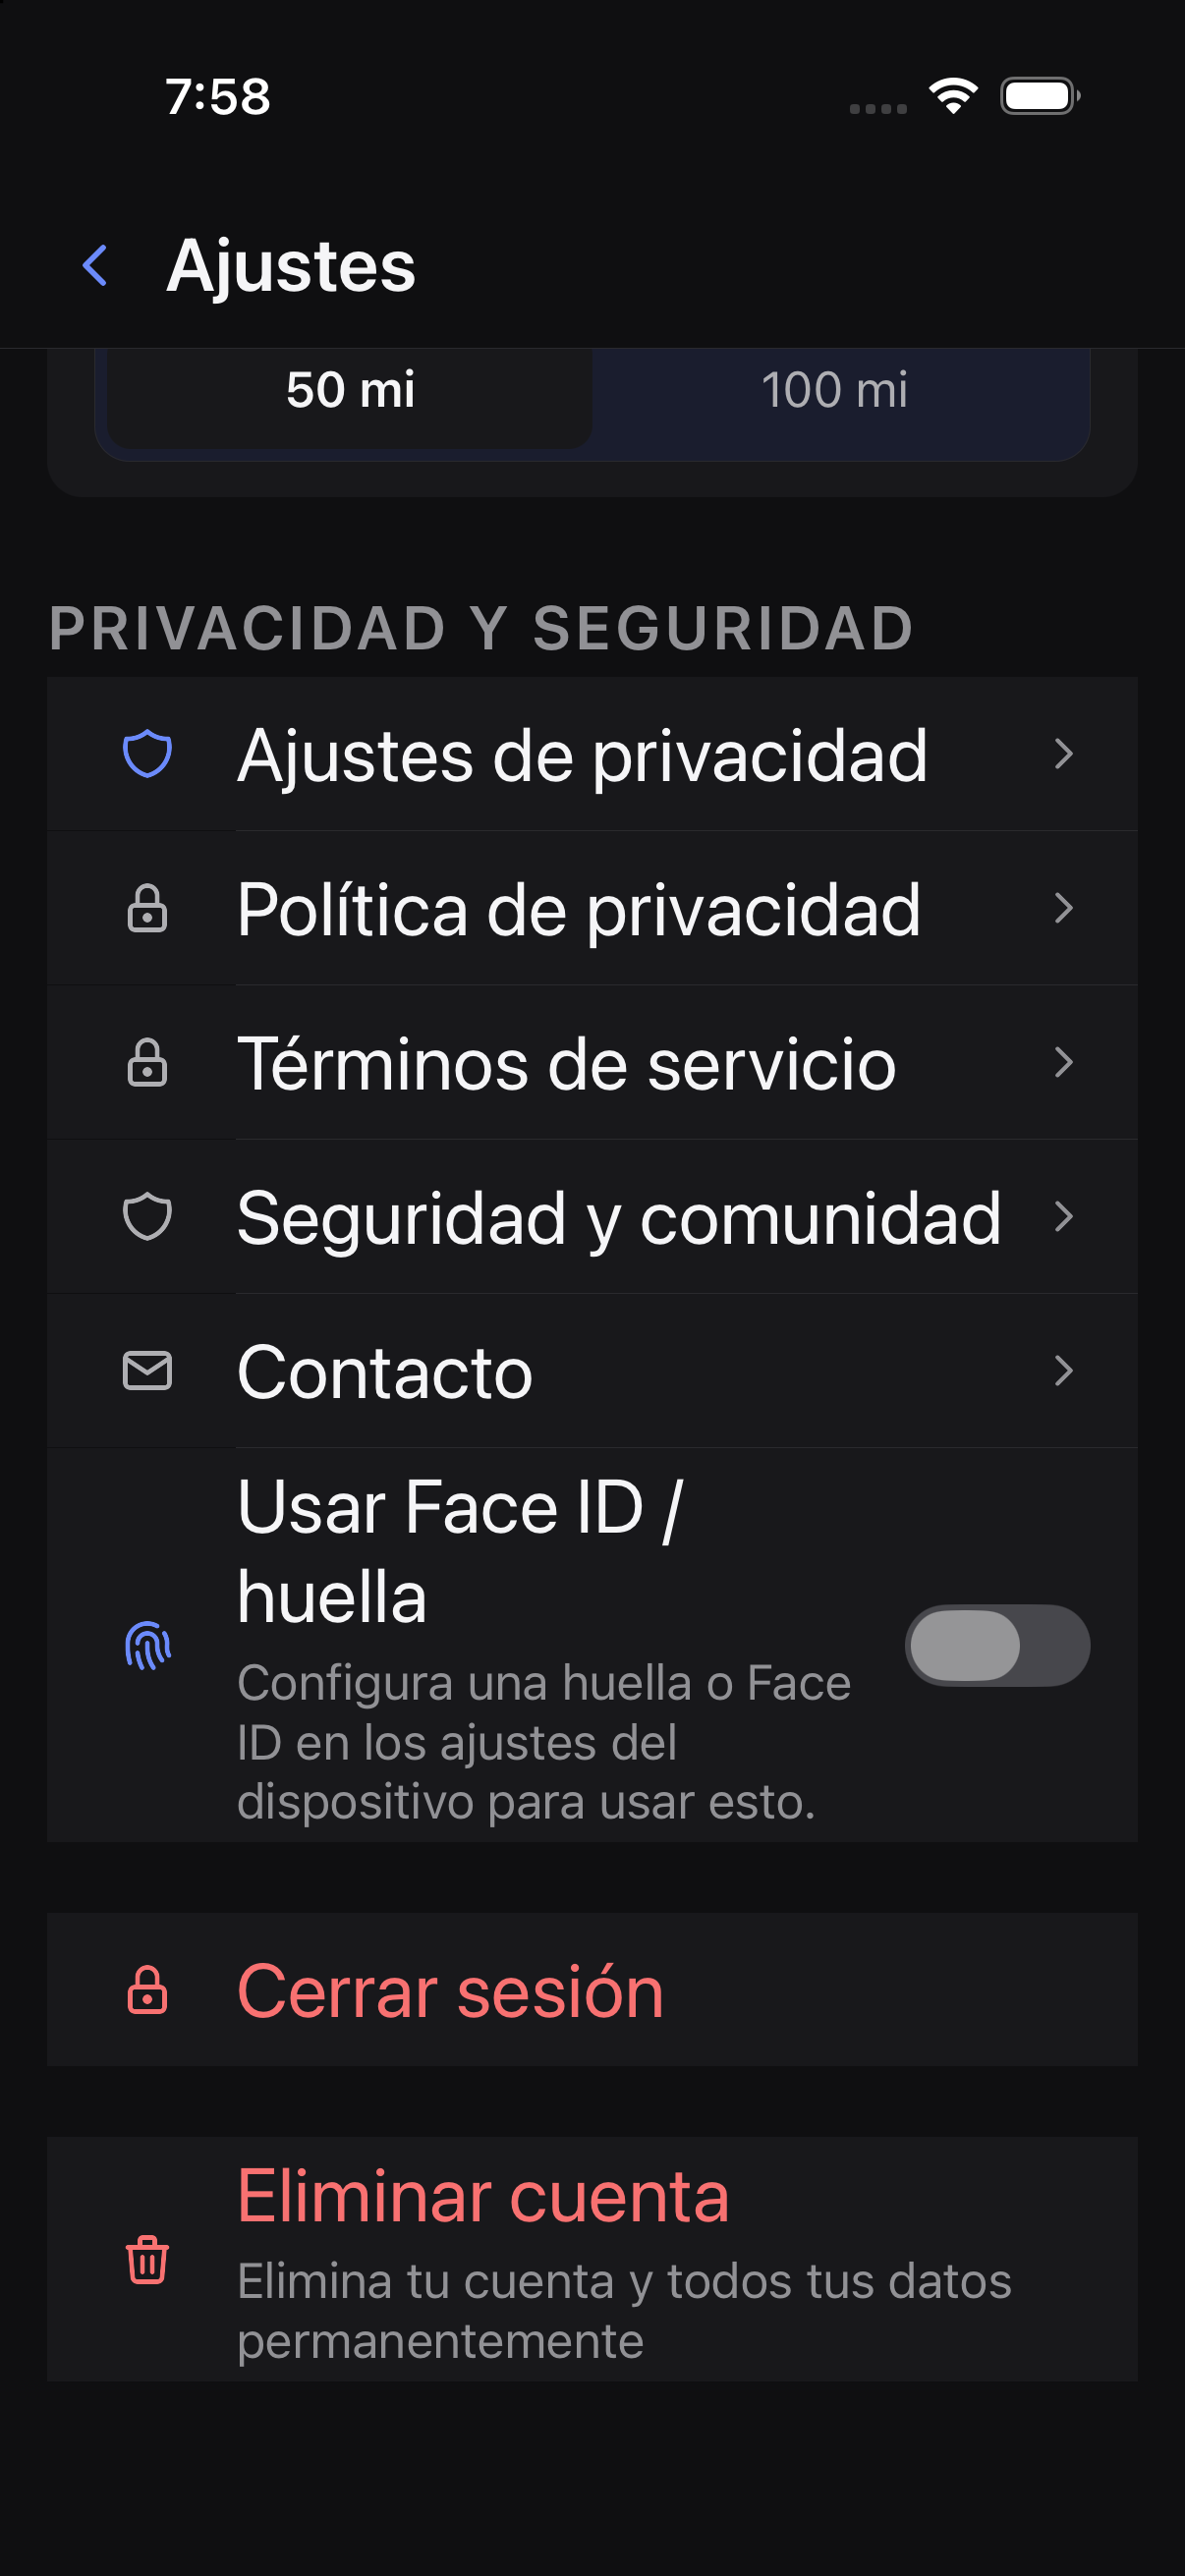 7:58
Ajustes
50 mi
100 mi
PRIVACIDAD Y SEGURIDAD
Ajustes de privacidad
Política de privacidad
Términos de servicio
Seguridad y comunidad
Contacto
Usar Face ID /
huella
Configura una huella o Face
ID en los ajustes del
dispositivo para usar esto.
Cerrar sesión
Eliminar cuenta
Elimina tu cuenta y todos tus datos
permanentemente